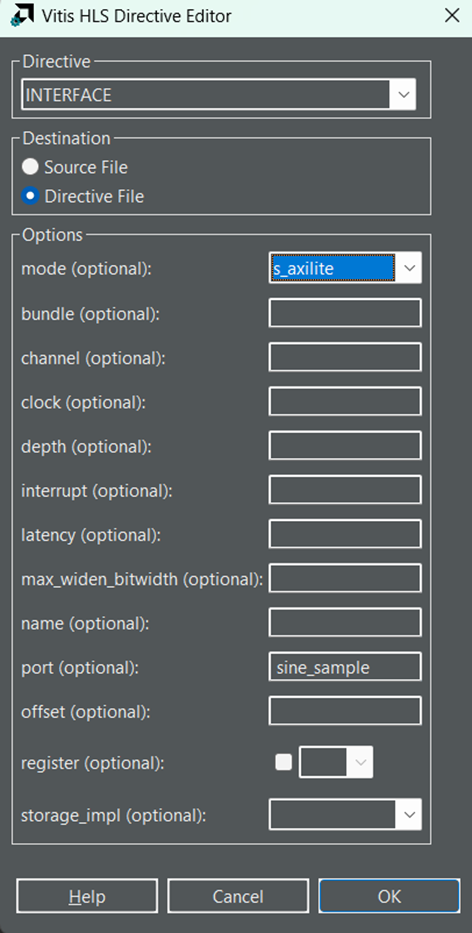 Vitis HLS Directive Editor
Directive
INTERFACE
Destination
Source File
Directive File
Options
mode (optional): s_axilite
bundle (optional):
channel (optional):
clock (optional):
depth (optional):
interrupt (optional):
latency (optional):
max_widen_bitwidth (optional):
name (optional):
port (optional): sine_sample
offset (optional):
register (optional):
storage_impl (optional):
Help Cancel OK